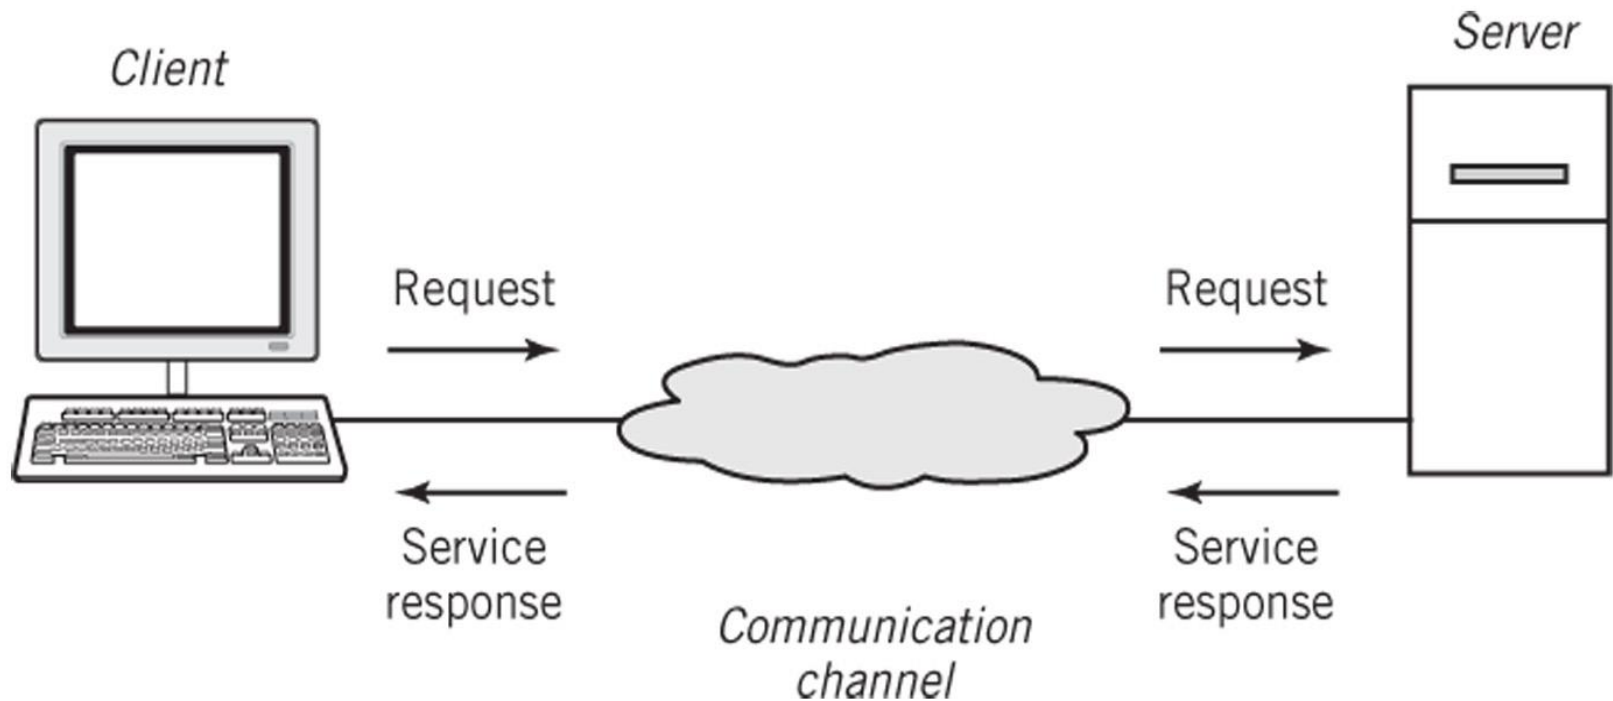 Client
Server
Request
Request
Service
response
Service
response
Communication
channel